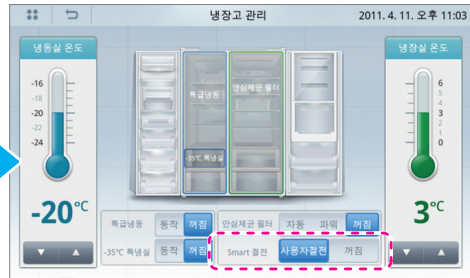 냉장고 관리
2011. 4. 11. 오후 11:03
냉동실 온도
-16
-18
-20
-22
-24
-20℃
▼ ▲
특급냉동
안심제균 필터
-35℃ 특냉실
냉장실 온도
6
5
4
3
2
1
0
3℃
▼ ▲
특급냉동 동작 꺼짐
안심제균 필터 자동 파워 꺼짐
-35℃ 특냉실 동작 꺼짐
Smart 절전 사용자절전 꺼짐